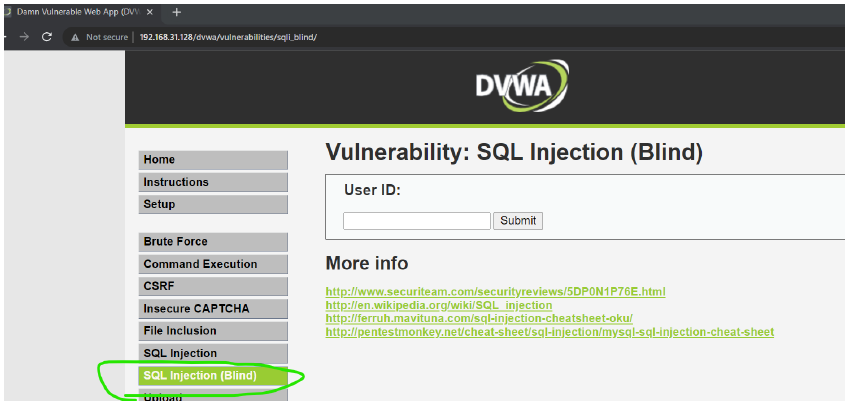 Damn Vulnerable Web App (DVW
Not secure 192.168.31.128/dvwa/vulnerabilities/sqli_blind/
DVWA
Home
Instructions
Setup
Brute Force
Command Execution
CSRF
Insecure CAPTCHA
File Inclusion
SQL Injection
SQL Injection (Blind)
Upload
Vulnerability: SQL Injection (Blind)
User ID:
Submit
More info
http://www.securiteam.com/securityreviews/5DP0N1P76E.html
http://en.wikipedia.org/wiki/SQL_injection
http://ferruh.mavituna.com/sql-injection-cheatsheet-oku/
http://pentestmonkey.net/cheat-sheet/sql-injection/mysql-sql-injection-cheat-sheet